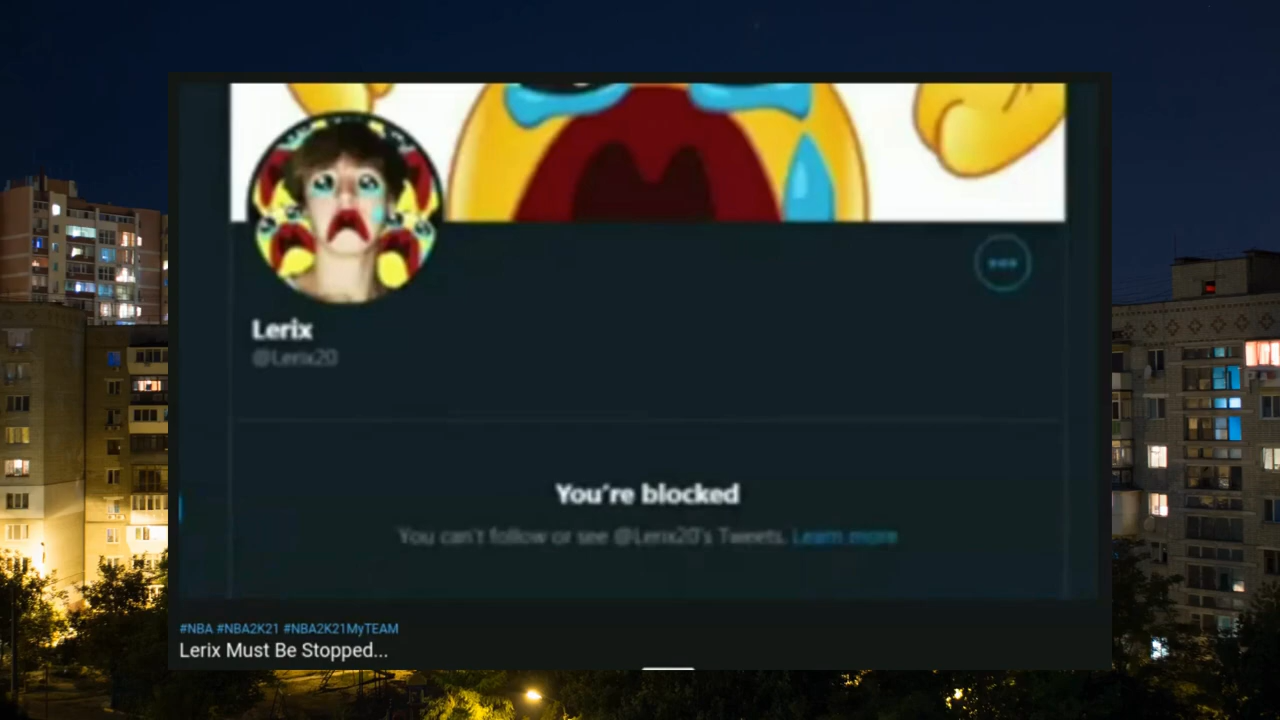 Lerix
@Lerix20
You're blocked
You can't follow or see @Lerix20's Tweets. Learn more
#NBA #NBA2K21 #NBA2K21MyTEAM
Lerix Must Be Stopped...